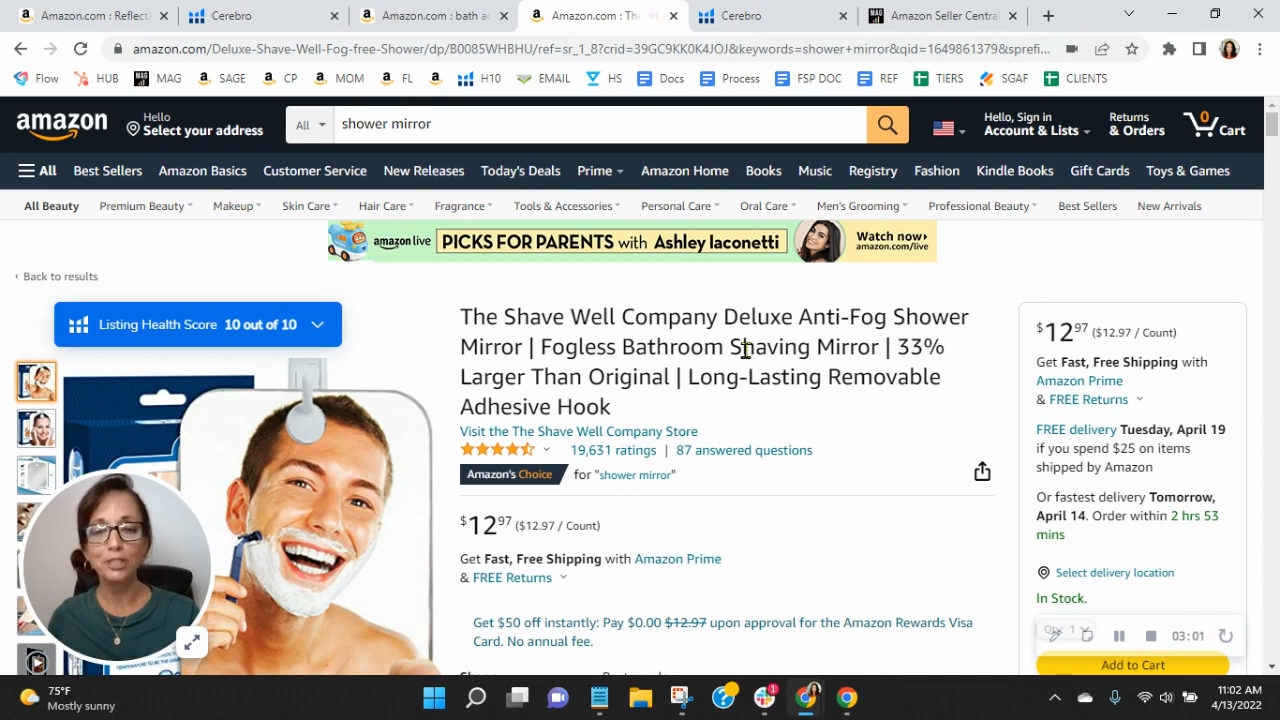 Amazon.com : Reflect
Cerebro
Amazon.com : bath ac
Amazon.com : The
Cerebro
Amazon Seller Central
amazon.com/Deluxe-Shave-Well-Fog-free-Shower/dp/B0085WHBHU/ref=sr_1_8?crid=39GC9KK0K4JOJ&keywords=shower+mirror&qid=1649861379&sprefi...
Flow HUB MAG SAGE CP MOM FL H10 EMAIL HS Docs Process FSP DOC REF TIERS SGAF CLIENTS
amazon
Hello
Select your address
All
shower mirror
Hello, Sign in
Account & Lists
Returns
& Orders
0
Cart
All Best Sellers Amazon Basics Customer Service New Releases Today's Deals Prime Amazon Home Books Music Registry Fashion Kindle Books Gift Cards Toys & Games
All Beauty Premium Beauty Makeup Skin Care Hair Care Fragrance Tools & Accessories Personal Care Oral Care Men's Grooming Professional Beauty Best Sellers New Arrivals
amazon live PICKS FOR PARENTS with Ashley Iaconetti
Watch now
amazon.com/live
‹ Back to results
Listing Health Score 10 out of 10
The Shave Well Company Deluxe Anti-Fog Shower
Mirror | Fogless Bathroom Shaving Mirror | 33%
Larger Than Original | Long-Lasting Removable
Adhesive Hook
Visit the The Shave Well Company Store
19,631 ratings | 87 answered questions
Amazon's Choice for "shower mirror"
$12.97 ($12.97 / Count)
Get Fast, Free Shipping with Amazon Prime
& FREE Returns
Get $50 off instantly: Pay $0.00 $12.97 upon approval for the Amazon Rewards Visa
Card. No annual fee.
$12.97 ($12.97 / Count)
Get Fast, Free Shipping with
Amazon Prime
& FREE Returns
FREE delivery Tuesday, April 19
if you spend $25 on items
shipped by Amazon
Or fastest delivery Tomorrow,
April 14. Order within 2 hrs 53
mins
Select delivery location
In Stock.
Qty: 1
03:01
Add to Cart
75°F
Mostly sunny
1
11:02 AM
4/13/2022